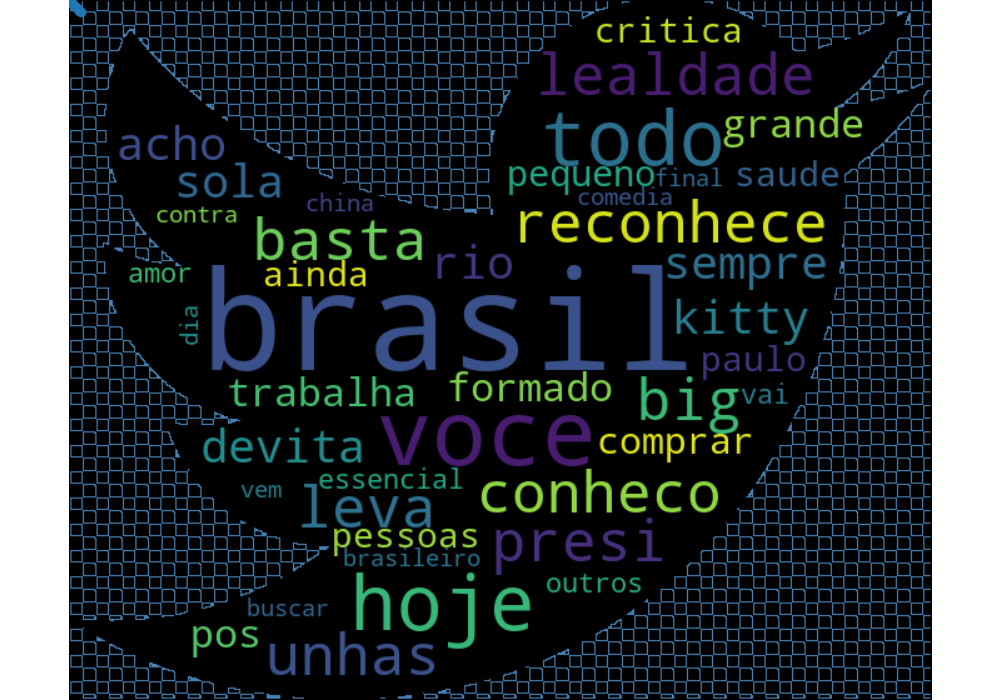 critica
lealdade
todo
grande
acho
sola
pequeno
final
saude
comedia
contra
china
basta
reconhece
rio
sempre
amor
ainda
brasil
kitty
dia
paulo
trabalha
formado
big
vai
voce
devita
comprar
essencial
vem
leva
conheco
pessoas
presi
brasileiro
outros
buscar
hoje
pos
unhas